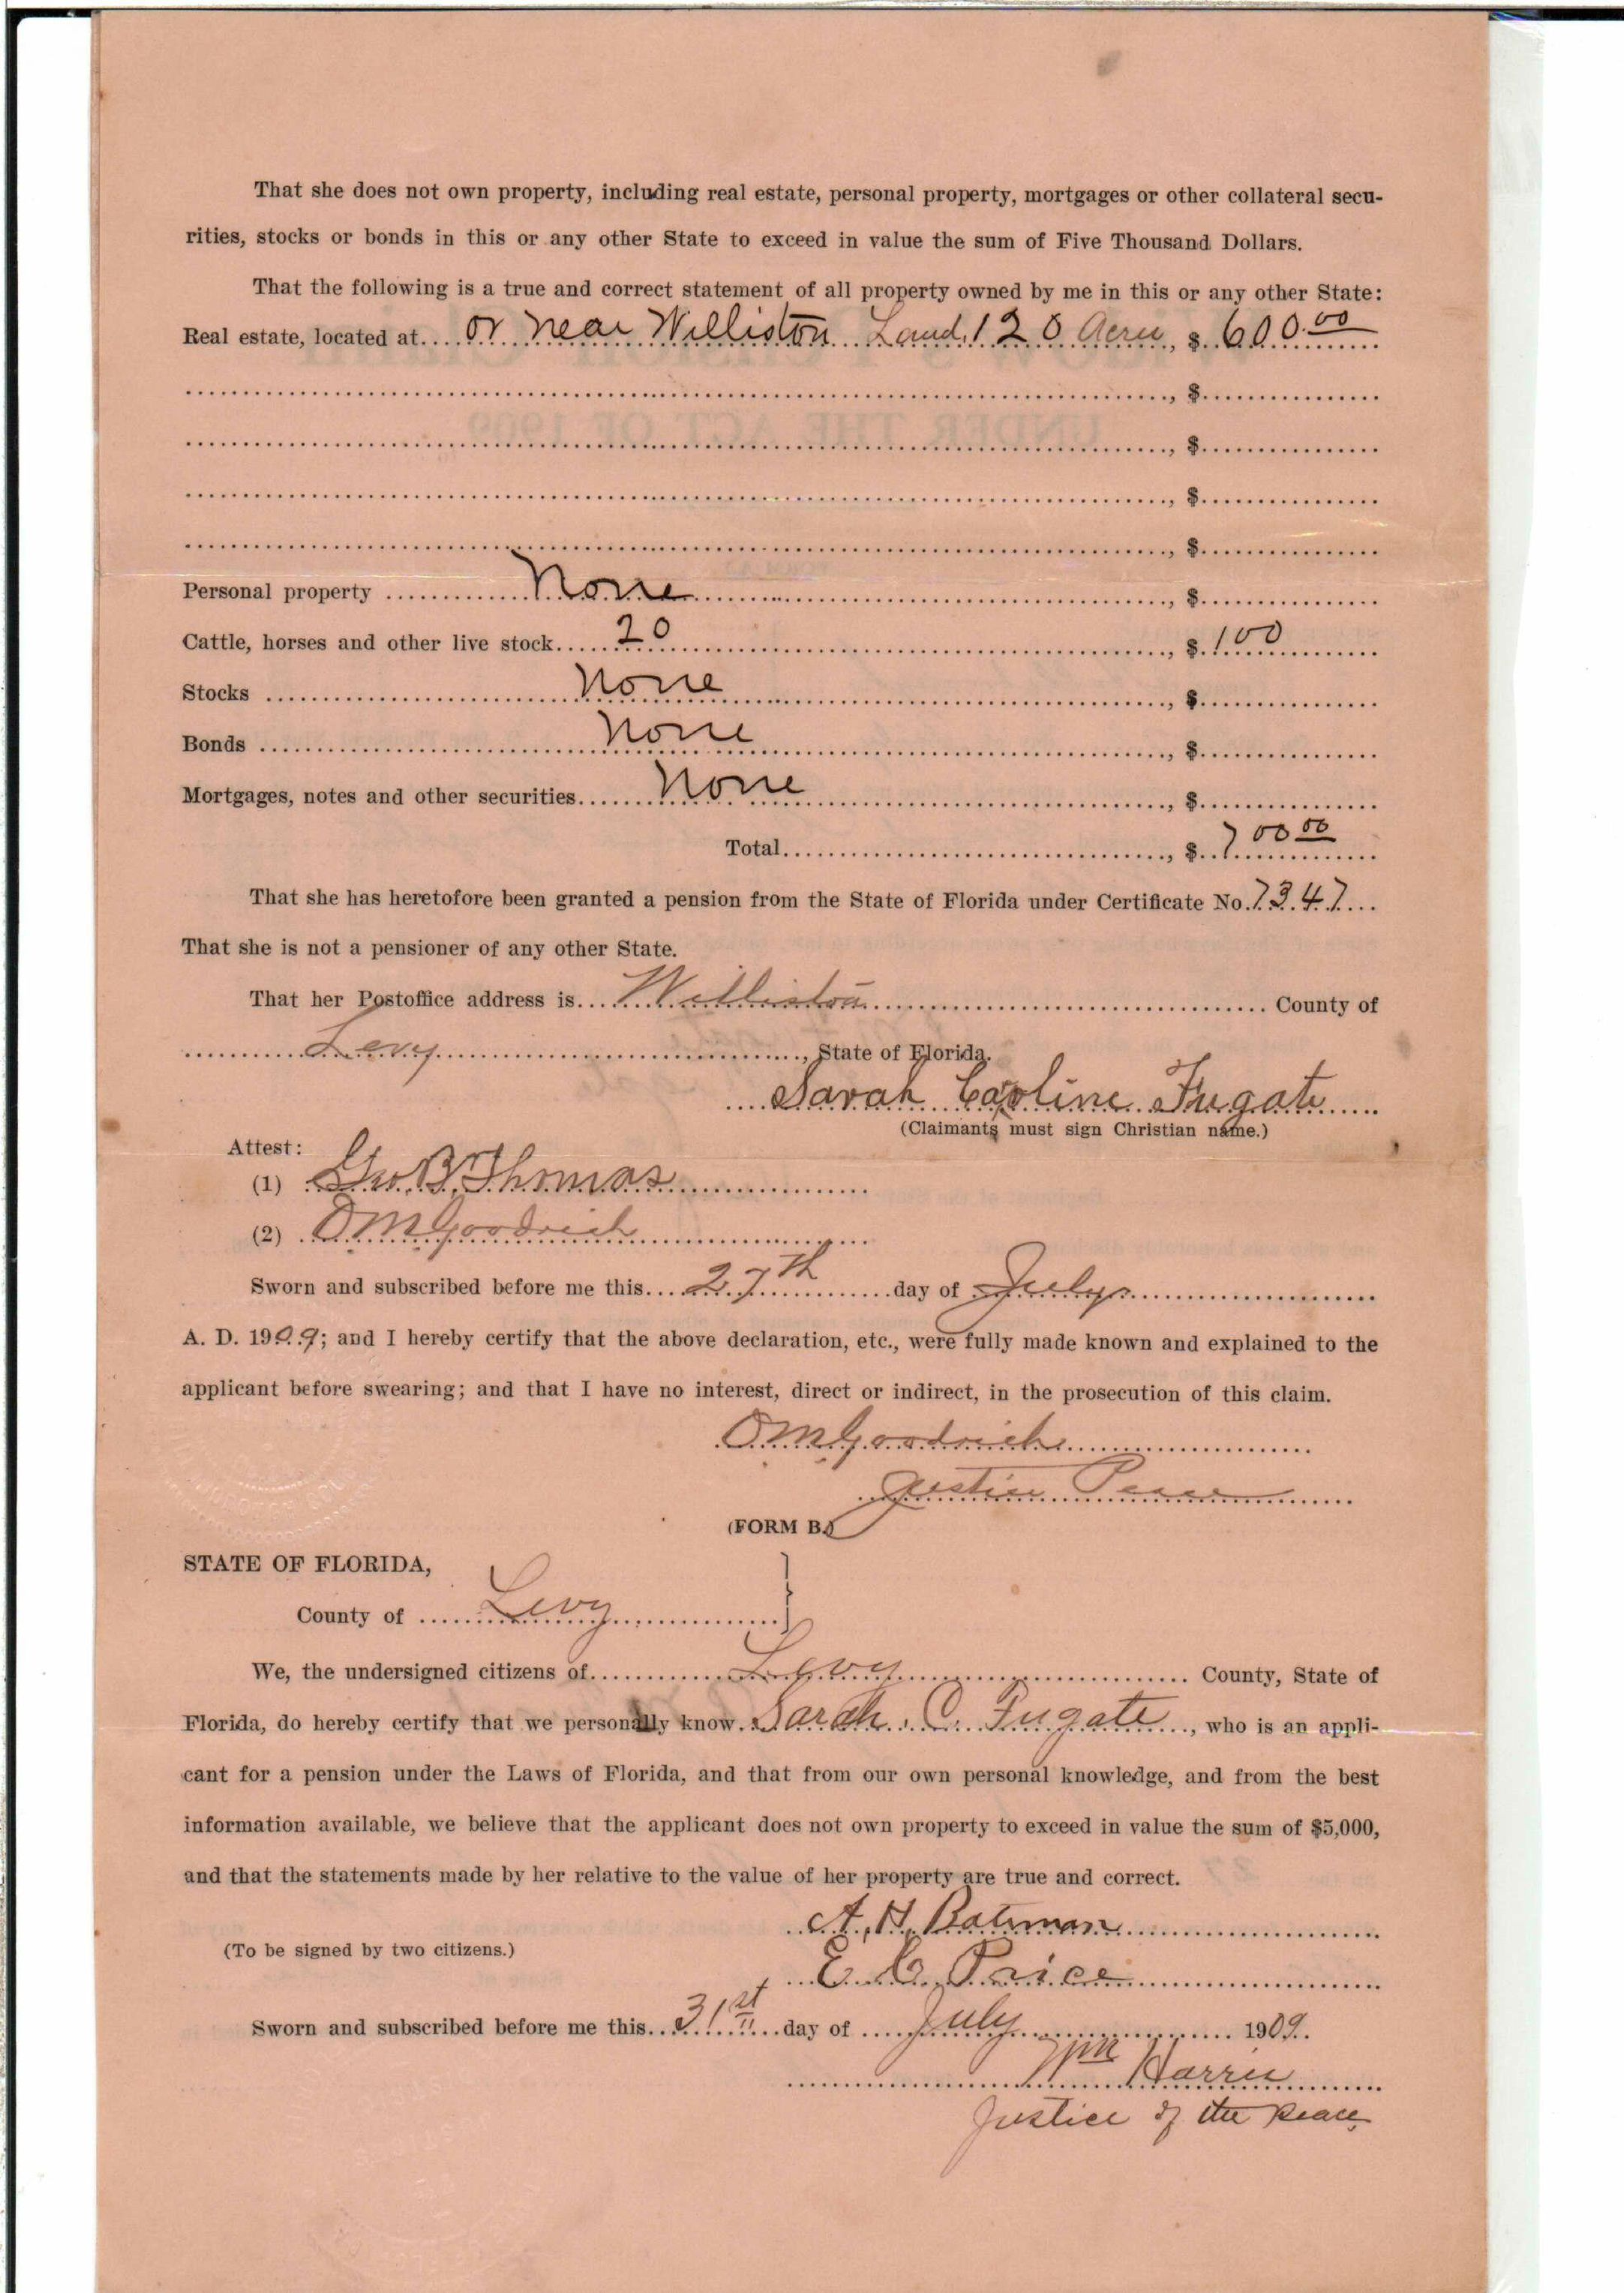 That she does not own property, including real estate, personal property, mortgages or other collateral secu-
rities, stocks or bonds in this or any other State to exceed in value the sum of Five Thousand Dollars.
That the following is a true and correct statement of all property owned by me in this or any other State:
Real estate, located at.... or near Williston Land, 120 Acres, $ 600.00
, $
, $
, $
, $
Personal property None, $
Cattle, horses and other live stock 20, $ 100
Stocks None, $
Bonds None, $
Mortgages, notes and other securities None, $
Total, $ 700 00
That she has heretofore been granted a pension from the State of Florida under Certificate No. 7347
That she is not a pensioner of any other State.
That her Postoffice address is Williston County of
Levy, State of Florida.
Sarah Caroline Fugate
(Claimants must sign Christian name.)
Attest:
(1) Geo. B. Thomas
(2) O M Goodrich
Sworn and subscribed before me this 27th day of July
A. D. 1909; and I hereby certify that the above declaration, etc., were fully made known and explained to the
applicant before swearing; and that I have no interest, direct or indirect, in the prosecution of this claim.
O M Goodrich
Justice Peace
(FORM B.)
STATE OF FLORIDA,
County of Levy }
We, the undersigned citizens of Levy County, State of
Florida, do hereby certify that we personally know Sarah. C. Fugate, who is an appli-
cant for a pension under the Laws of Florida, and that from our own personal knowledge, and from the best
information available, we believe that the applicant does not own property to exceed in value the sum of $5,000,
and that the statements made by her relative to the value of her property are true and correct.
A. H. Bateman
(To be signed by two citizens.)
E. C. Price
Sworn and subscribed before me this 31st day of July 1909.
Wm Harris
Justice of the Peace